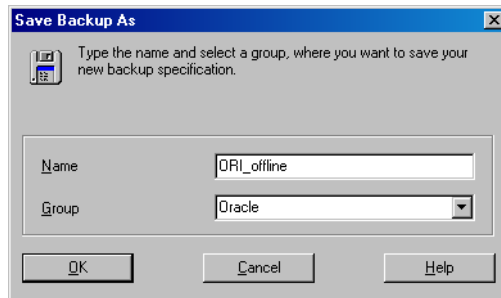 Save Backup As
Type the name and select a group, where you want to save your
new backup specification.
Name
ORI_offline
Group
Oracle
OK
Cancel
Help